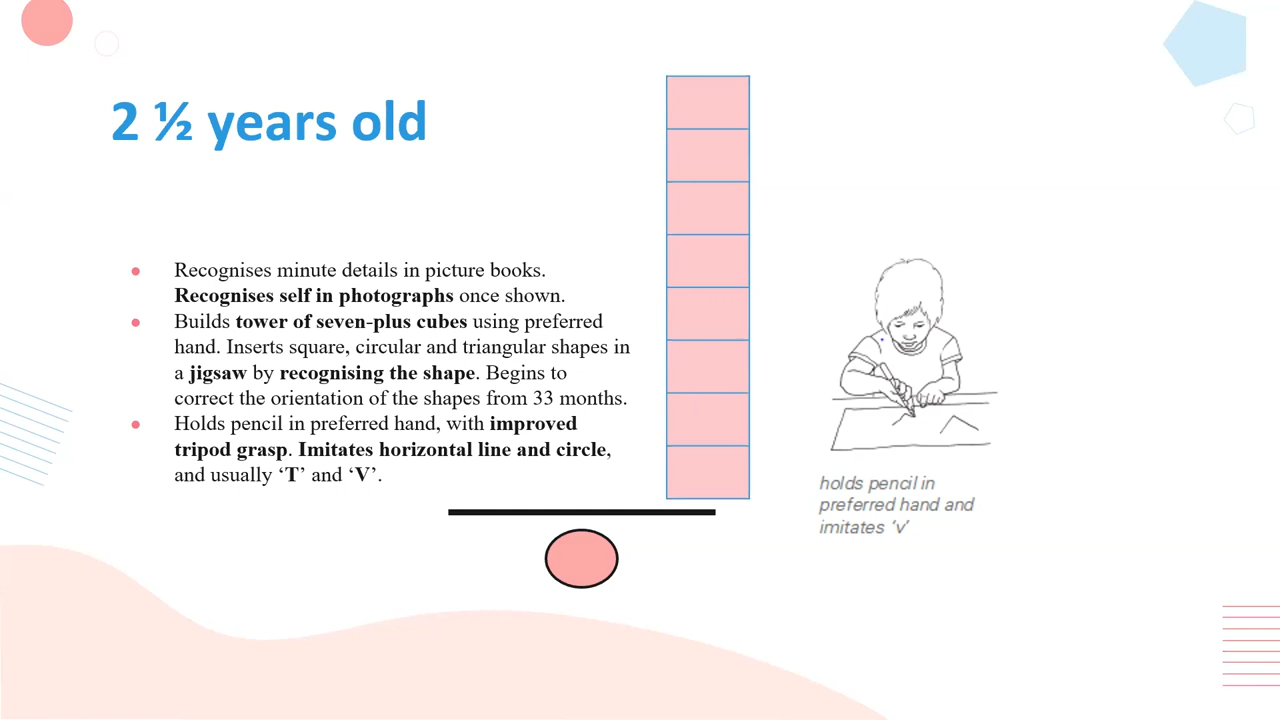 2 ½ years old
Recognises minute details in picture books.
Recognises self in photographs once shown.
Builds tower of seven-plus cubes using preferred
hand. Inserts square, circular and triangular shapes in
a jigsaw by recognising the shape. Begins to
correct the orientation of the shapes from 33 months.
Holds pencil in preferred hand, with improved
tripod grasp. Imitates horizontal line and circle,
and usually ‘T’ and ‘V’.
holds pencil in
preferred hand and
imitates ‘v’